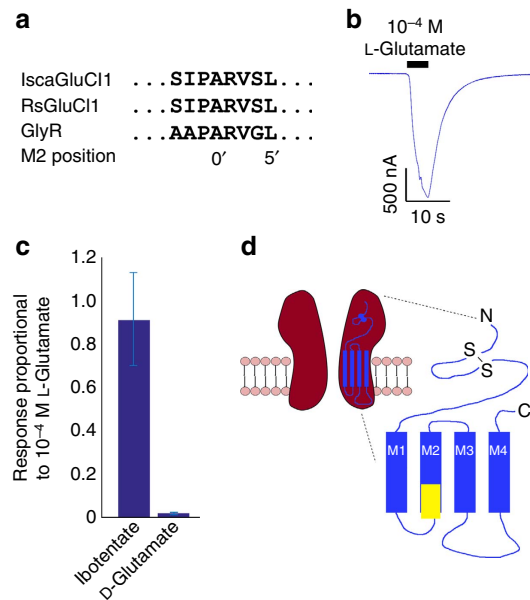 a
IscaGluCl1 ...SIPARVSL...
RsGluCl1 ...SIPARVSL...
GlyR ...AAPARVGL...
M2 position 0′ 5′
b
10⁻⁴ M
L-Glutamate
500 nA
10 s
c
Response proportional
to 10⁻⁴ M L-Glutamate
1.2
1.0
0.8
0.6
0.4
0.2
0
Ibotentate
D-Glutamate
d
N
S
S
C
M1 M2 M3 M4